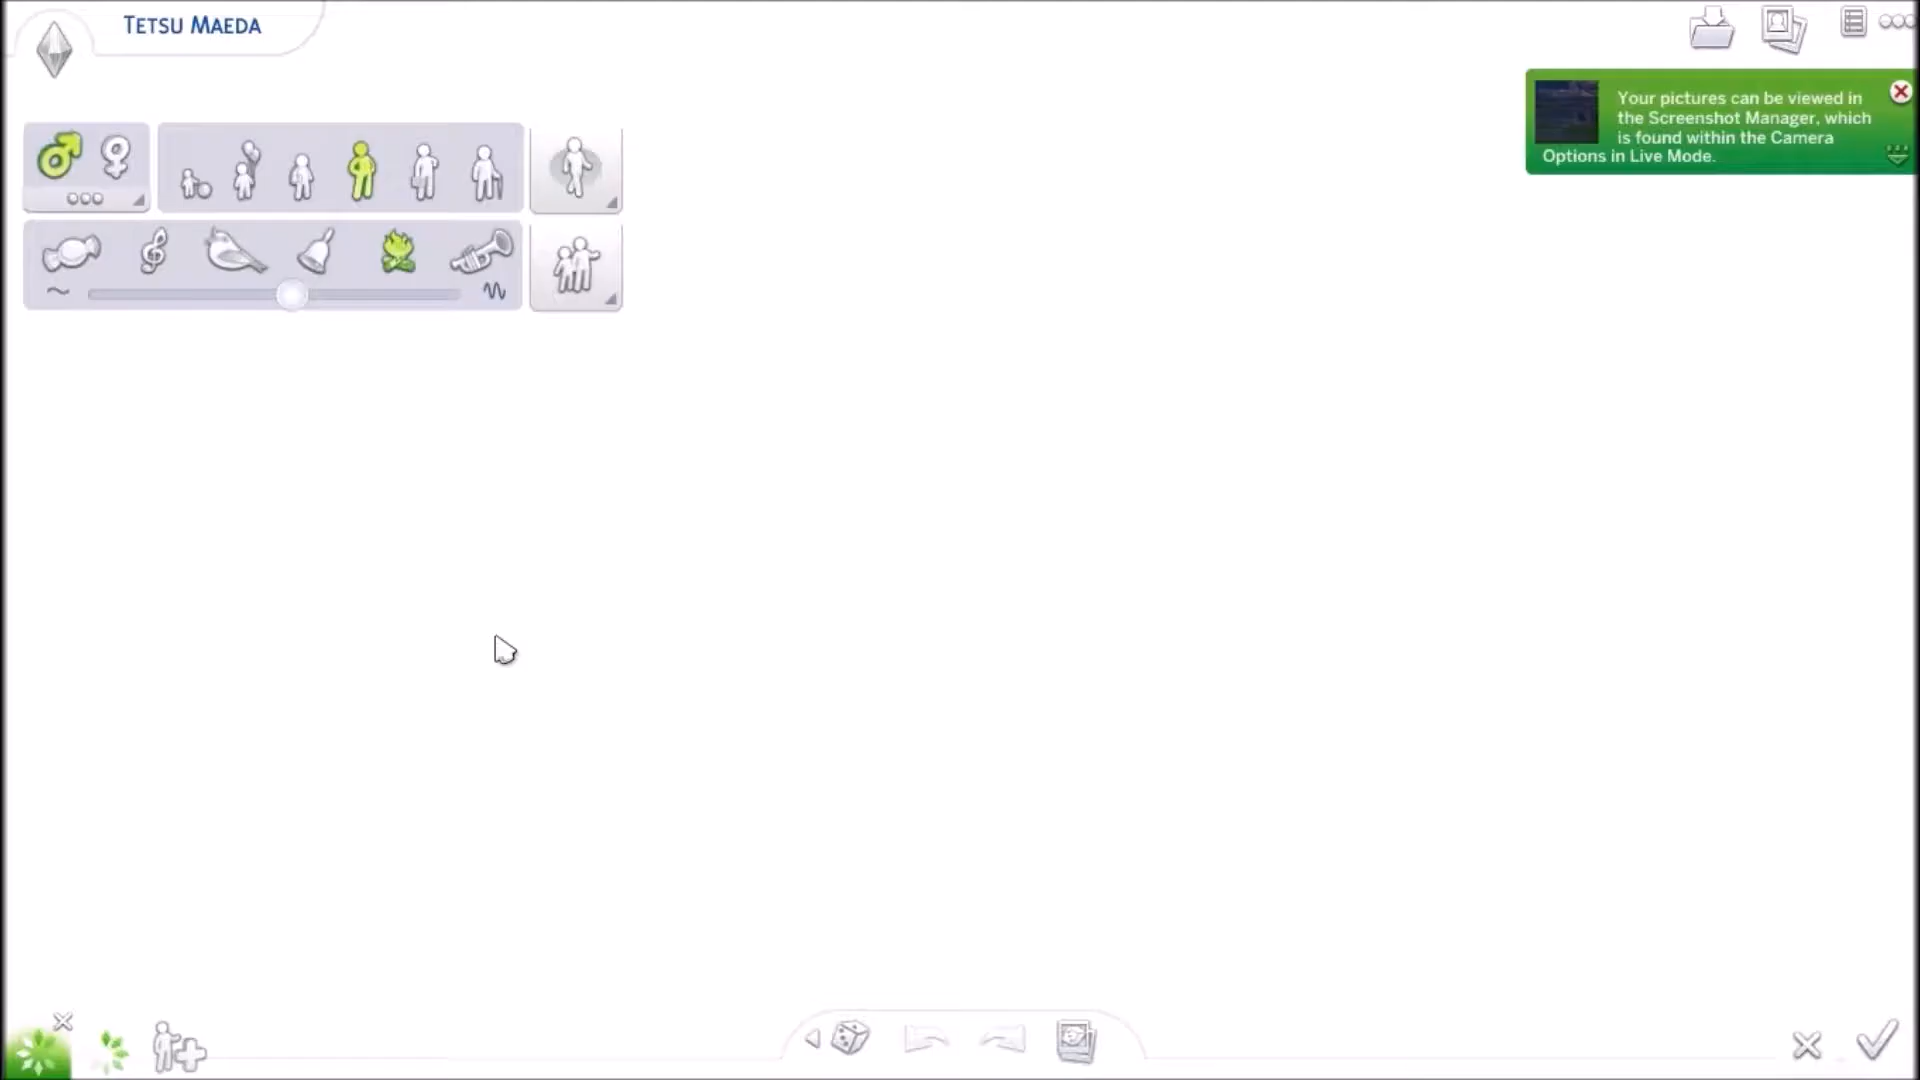 TETSU MAEDA
Your pictures can be viewed in
the Screenshot Manager, which
is found within the Camera
Options in Live Mode.